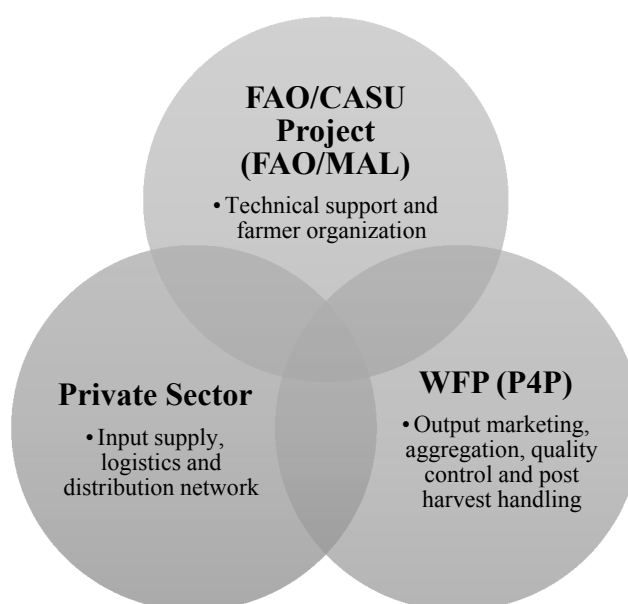 FAO/CASU
Project
(FAO/MAL)
• Technical support and
farmer organization
Private Sector
• Input supply,
logistics and
distribution network
WFP (P4P)
• Output marketing,
aggregation, quality
control and post
harvest handling